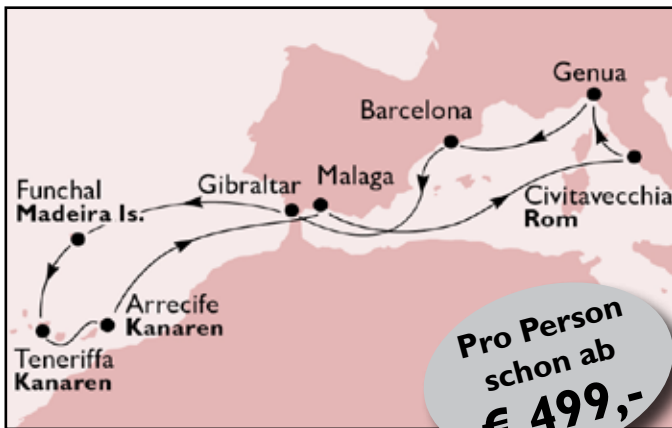 Genua
Barcelona
Funchal
Madeira Is.
Gibraltar
Malaga
Civitavecchia
Rom
Arrecife
Kanaren
Teneriffa
Kanaren
Pro Person
schon ab
€ 499,-